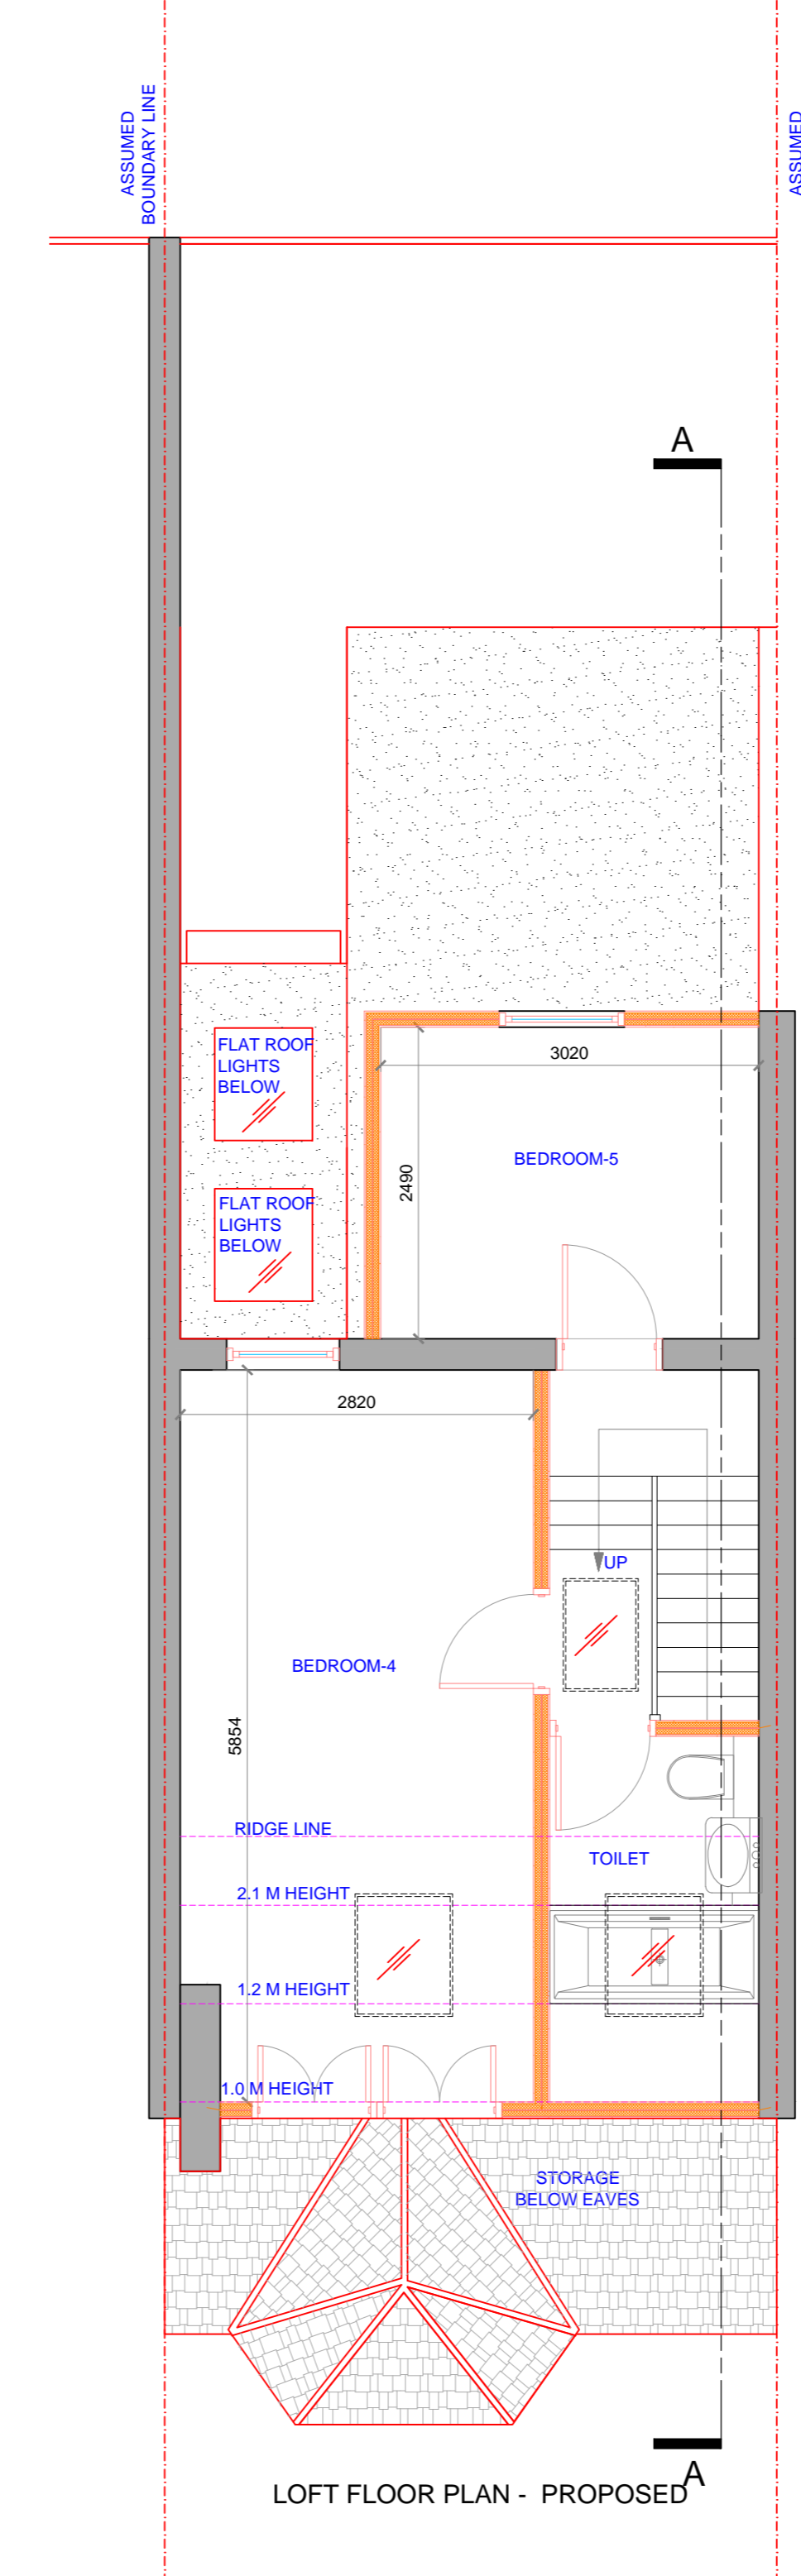 ASSUMED
BOUNDARY LINE
ASSUMED
A
FLAT ROOF
LIGHTS
BELOW
3020
BEDROOM-5
2490
FLAT ROOF
LIGHTS
BELOW
2820
UP
BEDROOM-4
5854
RIDGE LINE
TOILET
2.1 M HEIGHT
1.2 M HEIGHT
1.0 M HEIGHT
STORAGE
BELOW EAVES
A
LOFT FLOOR PLAN - PROPOSED